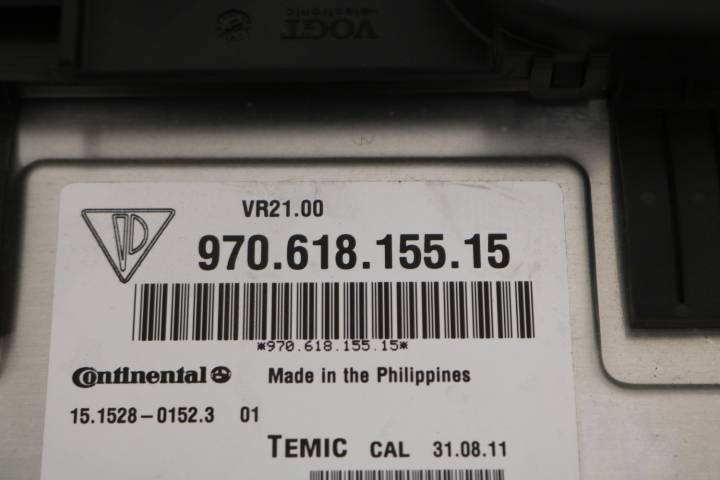 VOGT
electronic
VR21.00
970.618.155.15
*970.618.155.15*
Continental
Made in the Philippines
15.1528-0152.3 01
TEMIC CAL 31.08.11